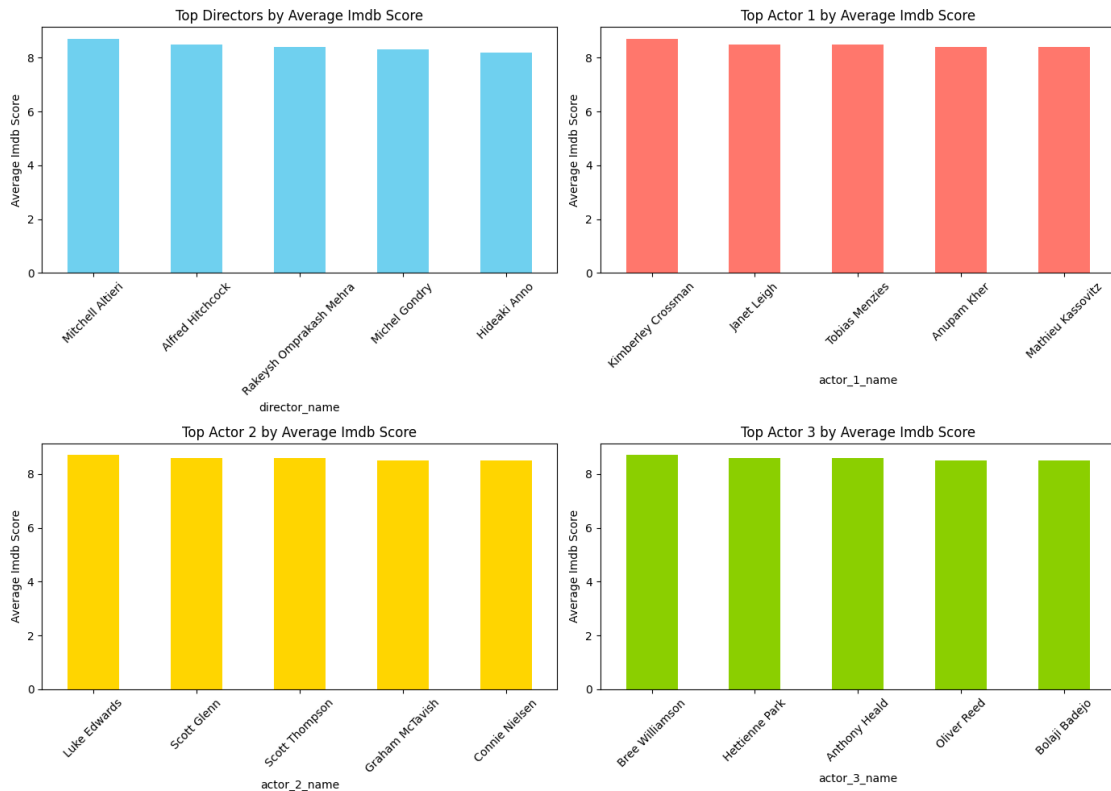 Top Directors by Average Imdb Score
Average Imdb Score
8
6
4
2
0
Mitchell Altieri
Alfred Hitchcock
Rakeysh Omprakash Mehra
Michel Gondry
Hideaki Anno
director_name
Top Actor 1 by Average Imdb Score
Average Imdb Score
8
6
4
2
0
Kimberley Crossman
Janet Leigh
Tobias Menzies
Anupam Kher
Mathieu Kassovitz
actor_1_name
Top Actor 2 by Average Imdb Score
Average Imdb Score
8
6
4
2
0
Luke Edwards
Scott Glenn
Scott Thompson
Graham McTavish
Connie Nielsen
actor_2_name
Top Actor 3 by Average Imdb Score
Average Imdb Score
8
6
4
2
0
Bree Williamson
Hettienne Park
Anthony Heald
Oliver Reed
Bolaji Badejo
actor_3_name